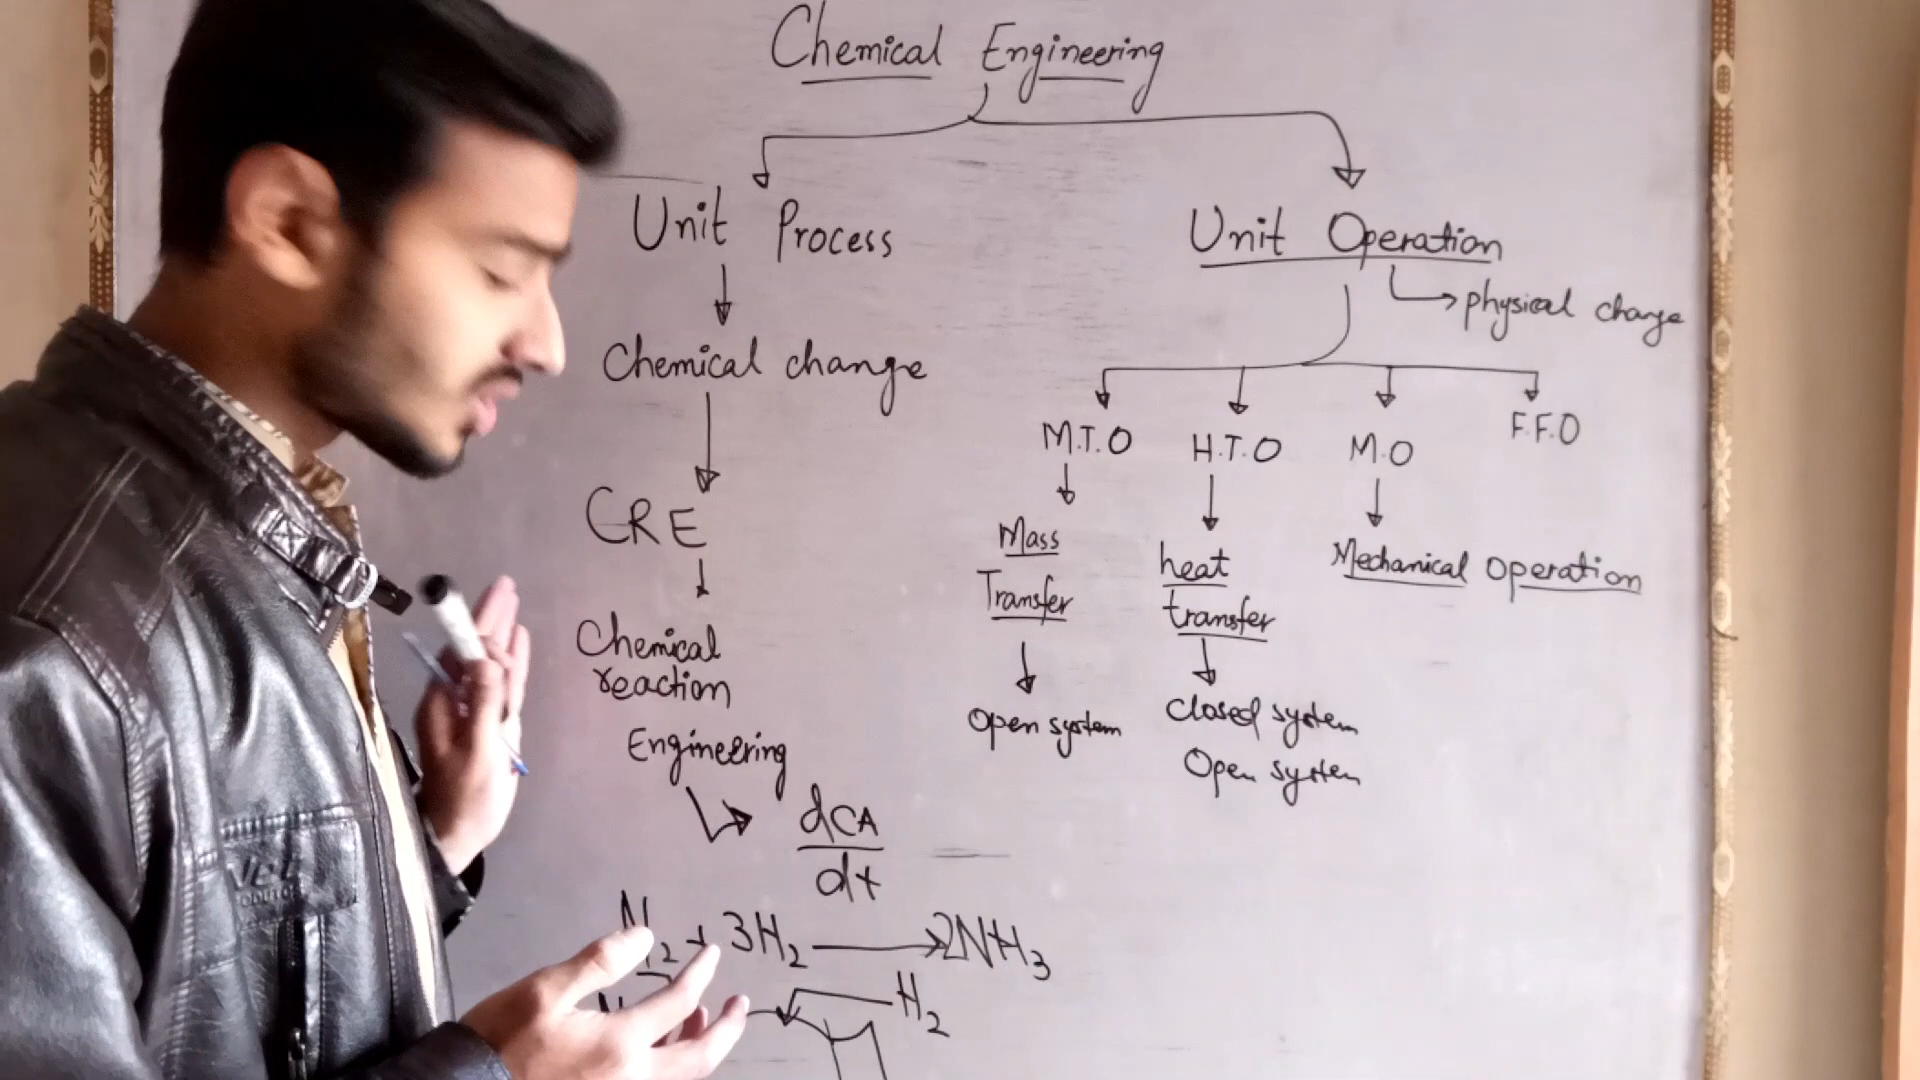 Chemical Engineering
Unit Process
Unit Operation
physical change
Chemical change
M.T.O
H.T.O
M.O
F.F.O
CRE
Mass
Transfer
heat
transfer
Mechanical operation
Chemical
reaction
Engineering
Open system
Closed system
Open system
dCA
dt
N2 + 3H2 → 2NH3
H2